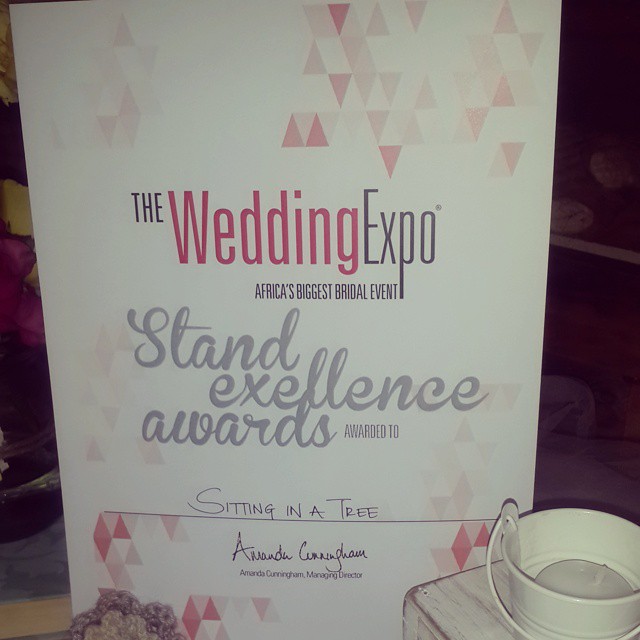 THE WeddingExpo®
AFRICA'S BIGGEST BRIDAL EVENT
Stand
exellence
awards AWARDED TO
SITTING IN A TREE
Amanda Cunningham
Amanda Cunningham, Managing Director